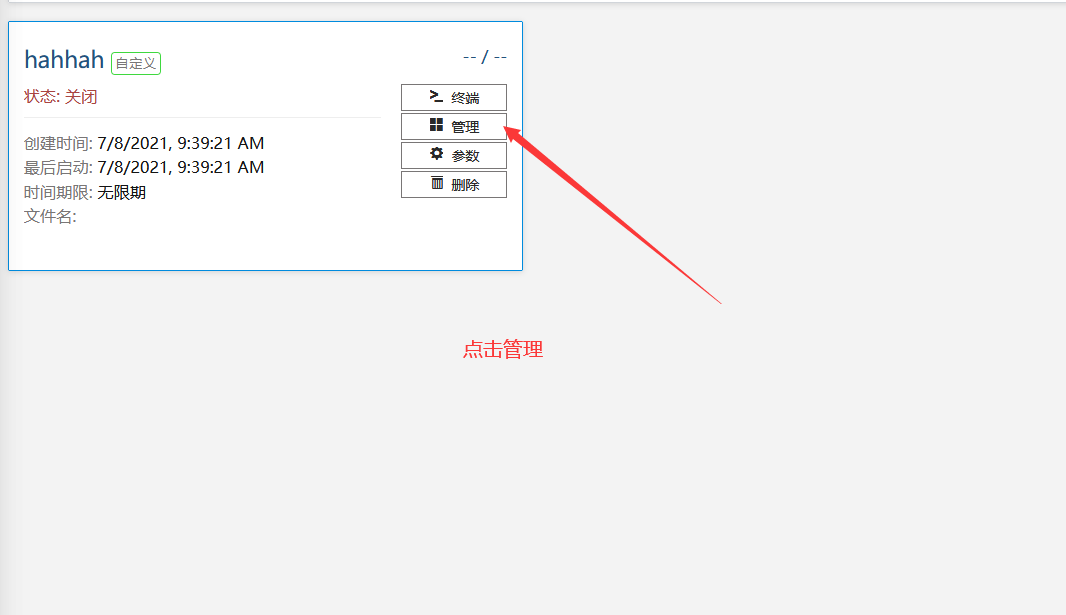 hahhah 自定义
-- / --
状态: 关闭
终端
管理
参数
删除
创建时间: 7/8/2021, 9:39:21 AM
最后启动: 7/8/2021, 9:39:21 AM
时间期限: 无限期
文件名:
点击管理